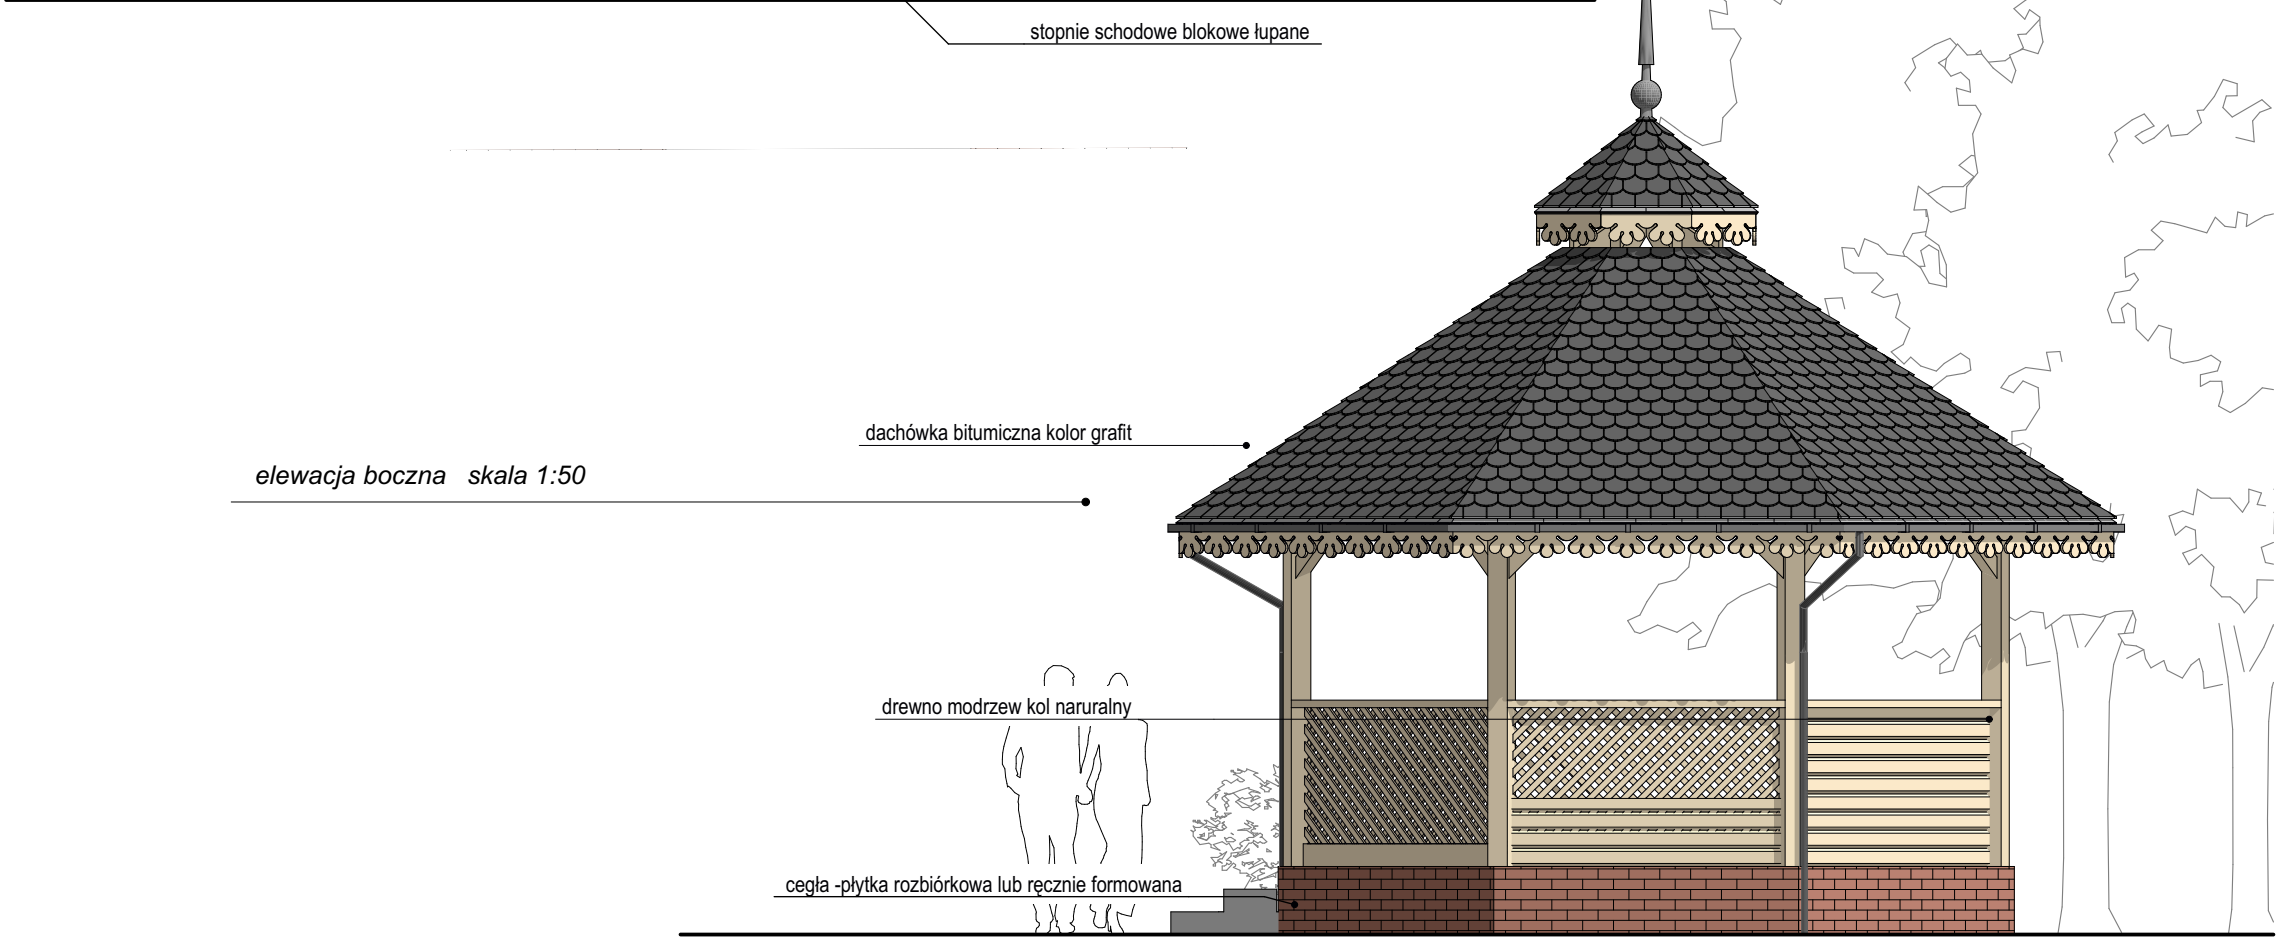 stopnie schodowe blokowe łupane
dachówka bitumiczna kolor grafit
elewacja boczna skala 1:50
drewno modrzew kol naruralny
cegła -płytka rozbiórkowa lub ręcznie formowana